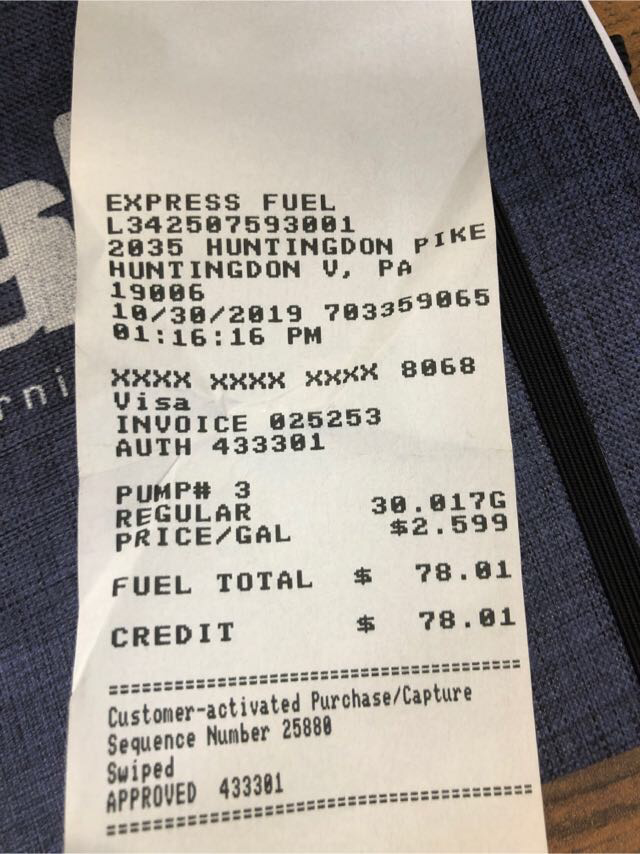 EXPRESS FUEL
L342507593001
2035 HUNTINGDON PIKE
HUNTINGDON V, PA
19006
10/30/2019 703359065
01:16:16 PM
XXXX XXXX XXXX 8068
Visa
INVOICE 025253
AUTH 433301
PUMP# 3
REGULAR 30.017G
PRICE/GAL $2.599
FUEL TOTAL $ 78.01
CREDIT $ 78.01
==========================================
Customer-activated Purchase/Capture
Sequence Number 25880
Swiped
APPROVED 433301
==========================================